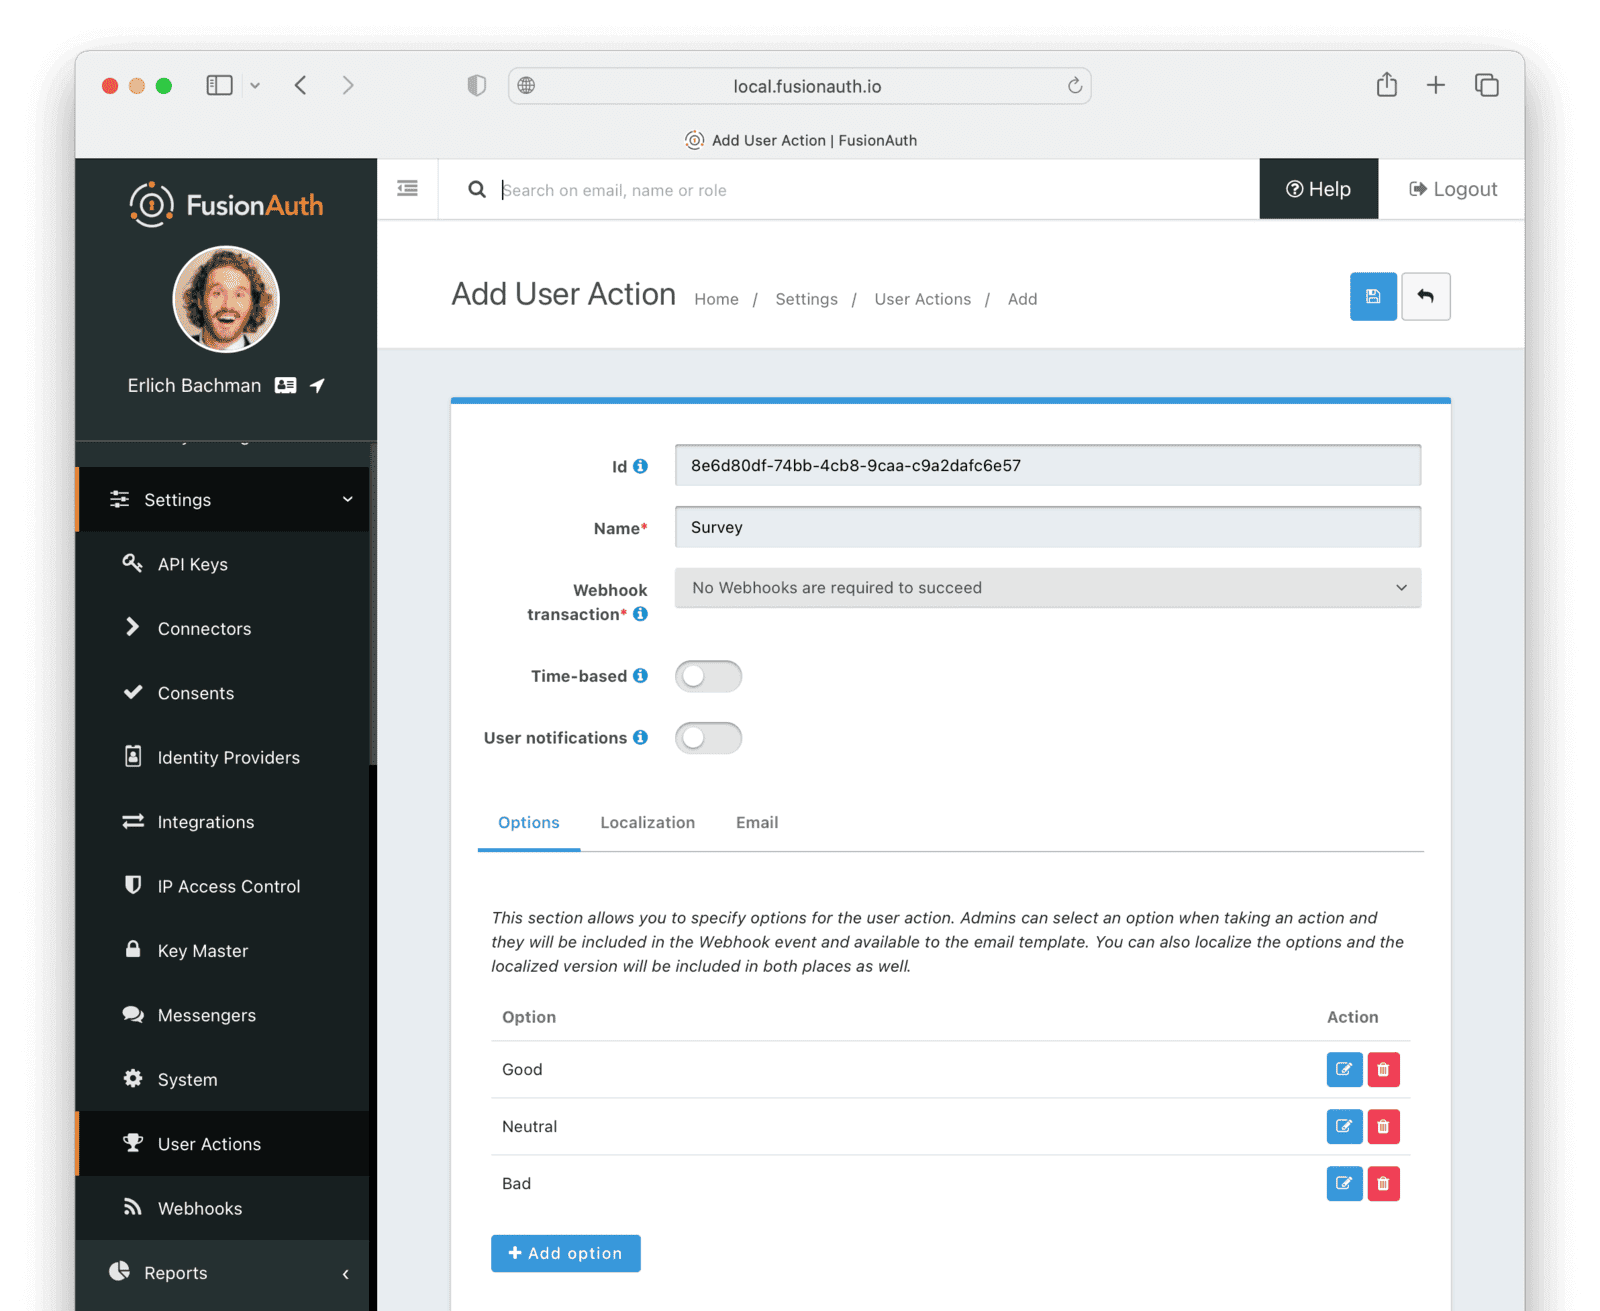 local.fusionauth.io
Add User Action | FusionAuth
FusionAuth
Search on email, name or role
Help
Logout
Erlich Bachman
Add User Action
Home / Settings / User Actions / Add
Settings
API Keys
Connectors
Consents
Identity Providers
Integrations
IP Access Control
Key Master
Messengers
System
User Actions
Webhooks
Reports
Id
8e6d80df-74bb-4cb8-9caa-c9a2dafc6e57
Name*
Survey
Webhook
transaction*
No Webhooks are required to succeed
Time-based
User notifications
Options
Localization
Email
This section allows you to specify options for the user action. Admins can select an option when taking an action and
they will be included in the Webhook event and available to the email template. You can also localize the options and the
localized version will be included in both places as well.
Option
Action
Good
Neutral
Bad
Add option